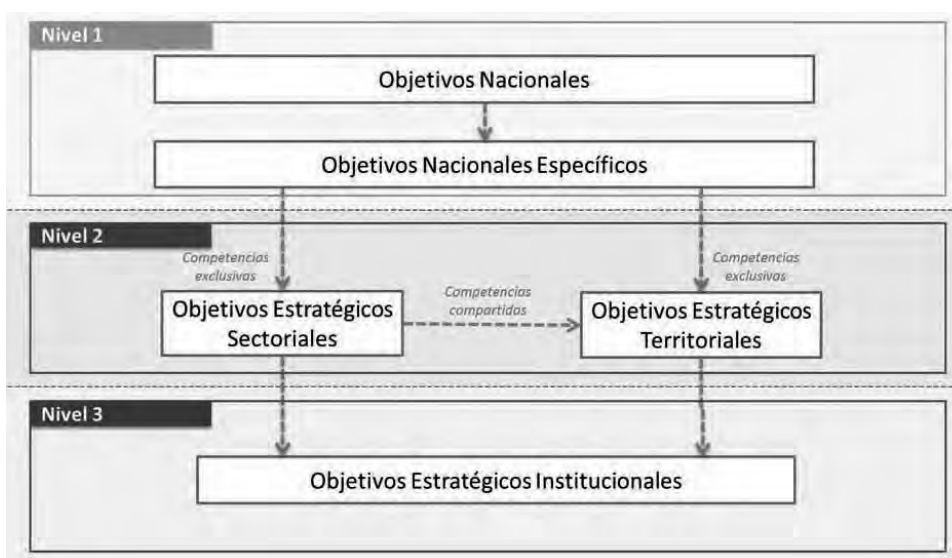 Nivel 1
Objetivos Nacionales
Objetivos Nacionales Específicos
Nivel 2
Competencias
exclusivas
Competencias
exclusivas
Competencias
compartidas
Objetivos Estratégicos
Sectoriales
Objetivos Estratégicos
Territoriales
Nivel 3
Objetivos Estratégicos Institucionales